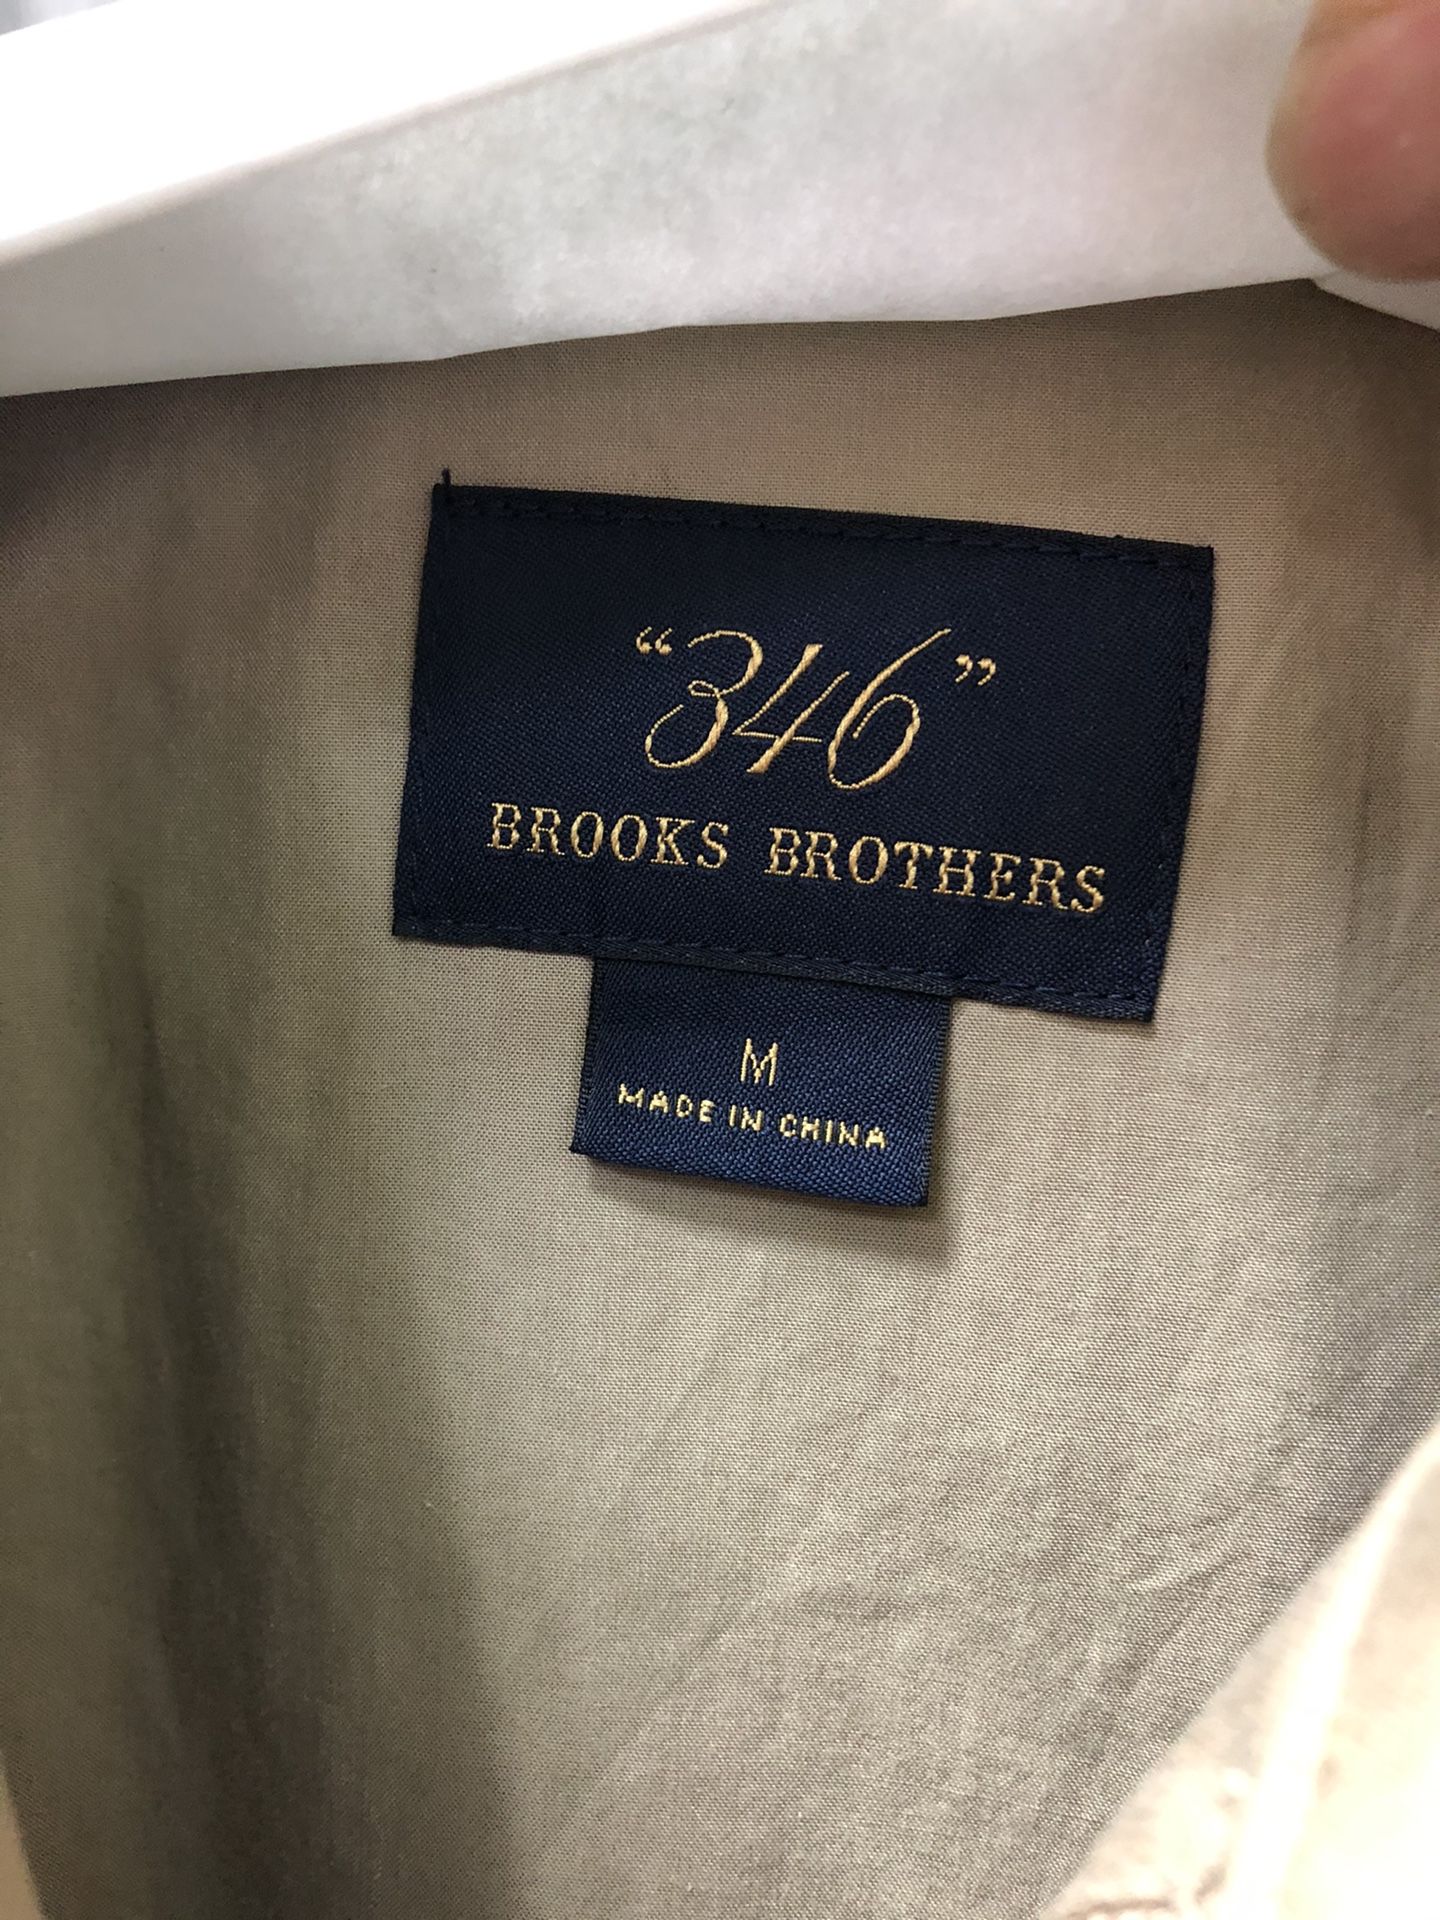 “346”
BROOKS BROTHERS
M
MADE IN CHINA